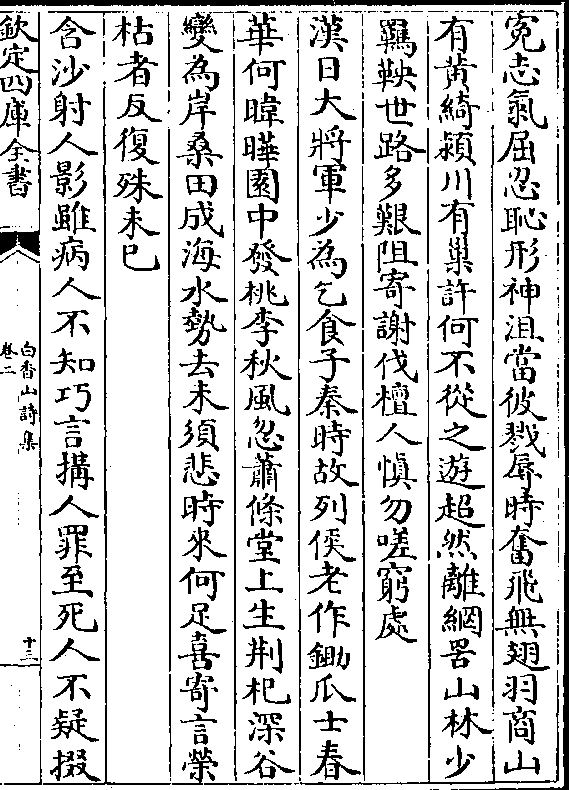 寃志氣屈忍恥形神沮當彼戮辱時奮飛無翅羽商山
有黄綺潁川有巢許何不從之遊超然離網罟山林少
羈鞅世路多艱阻寄謝伐檀人慎勿嗟窮處
漢日大將軍少為乞食子秦時故列侯老作鋤瓜士春
華何暐曄園中發桃李秋風忽蕭條堂上生荆杞深谷
變為岸桑田成海水勢去未須悲時來何足喜寄言榮
枯者反復殊未已
含沙射人影雖病人不知巧言搆人罪至死人不疑掇
欽定四庫全書
白香山詩集
卷二
十三